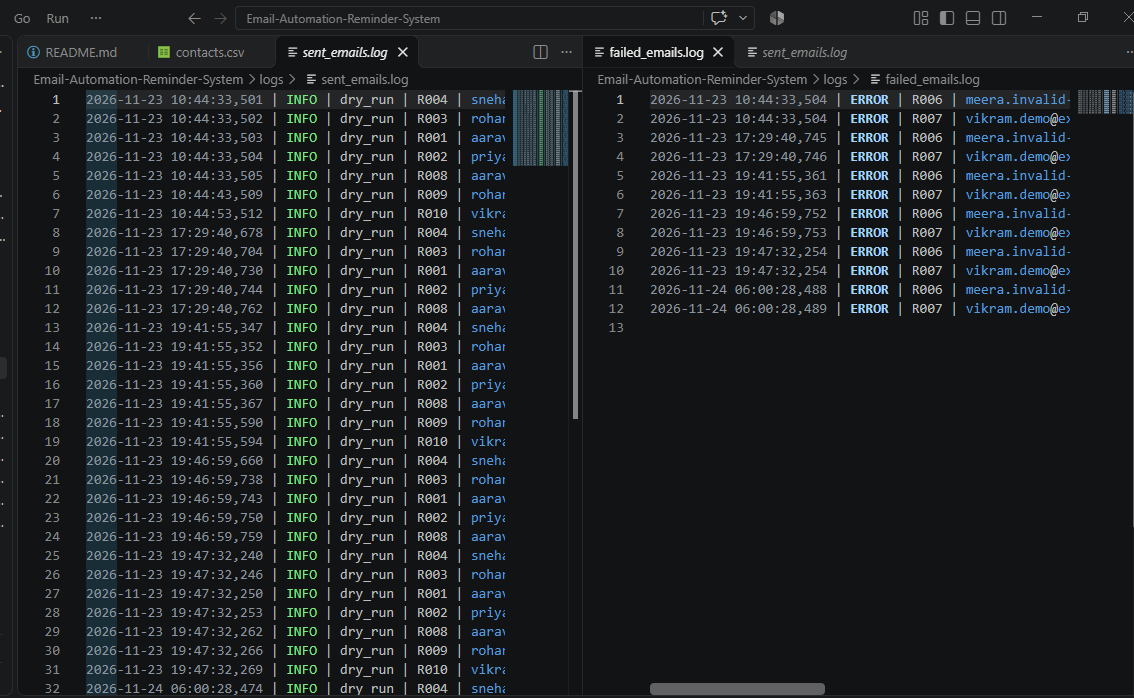 Go Run ··· Email-Automation-Reminder-System
README.md contacts.csv sent_emails.log
Email-Automation-Reminder-System > logs > sent_emails.log
1 2026-11-23 10:44:33,501 | INFO | dry_run | R004 | sneha
2 2026-11-23 10:44:33,502 | INFO | dry_run | R003 | rohan
3 2026-11-23 10:44:33,503 | INFO | dry_run | R001 | aarav
4 2026-11-23 10:44:33,504 | INFO | dry_run | R002 | priya
5 2026-11-23 10:44:33,505 | INFO | dry_run | R008 | aarav
6 2026-11-23 10:44:43,509 | INFO | dry_run | R009 | rohan
7 2026-11-23 10:44:53,512 | INFO | dry_run | R010 | vikra
8 2026-11-23 17:29:40,678 | INFO | dry_run | R004 | sneha
9 2026-11-23 17:29:40,704 | INFO | dry_run | R003 | rohan
10 2026-11-23 17:29:40,730 | INFO | dry_run | R001 | aarav
11 2026-11-23 17:29:40,744 | INFO | dry_run | R002 | priya
12 2026-11-23 17:29:40,762 | INFO | dry_run | R008 | aarav
13 2026-11-23 19:41:55,347 | INFO | dry_run | R004 | sneha
14 2026-11-23 19:41:55,352 | INFO | dry_run | R003 | rohan
15 2026-11-23 19:41:55,356 | INFO | dry_run | R001 | aarav
16 2026-11-23 19:41:55,360 | INFO | dry_run | R002 | priya
17 2026-11-23 19:41:55,367 | INFO | dry_run | R008 | aarav
18 2026-11-23 19:41:55,590 | INFO | dry_run | R009 | rohan
19 2026-11-23 19:41:55,594 | INFO | dry_run | R010 | vikra
20 2026-11-23 19:46:59,660 | INFO | dry_run | R004 | sneha
21 2026-11-23 19:46:59,738 | INFO | dry_run | R003 | rohan
22 2026-11-23 19:46:59,743 | INFO | dry_run | R001 | aarav
23 2026-11-23 19:46:59,750 | INFO | dry_run | R002 | priya
24 2026-11-23 19:46:59,759 | INFO | dry_run | R008 | aarav
25 2026-11-23 19:47:32,240 | INFO | dry_run | R004 | sneha
26 2026-11-23 19:47:32,246 | INFO | dry_run | R003 | rohan
27 2026-11-23 19:47:32,250 | INFO | dry_run | R001 | aarav
28 2026-11-23 19:47:32,253 | INFO | dry_run | R002 | priya
29 2026-11-23 19:47:32,262 | INFO | dry_run | R008 | aarav
30 2026-11-23 19:47:32,266 | INFO | dry_run | R009 | rohan
31 2026-11-23 19:47:32,269 | INFO | dry_run | R010 | vikra
32 2026-11-24 06:00:28,474 | INFO | dry_run | R004 | sneha
failed_emails.log sent_emails.log
Email-Automation-Reminder-System > logs > failed_emails.log
1 2026-11-23 10:44:33,504 | ERROR | R006 | meera.invalid-
2 2026-11-23 10:44:33,504 | ERROR | R007 | vikram.demo@ex
3 2026-11-23 17:29:40,745 | ERROR | R006 | meera.invalid-
4 2026-11-23 17:29:40,746 | ERROR | R007 | vikram.demo@ex
5 2026-11-23 19:41:55,361 | ERROR | R006 | meera.invalid-
6 2026-11-23 19:41:55,363 | ERROR | R007 | vikram.demo@ex
7 2026-11-23 19:46:59,752 | ERROR | R006 | meera.invalid-
8 2026-11-23 19:46:59,753 | ERROR | R007 | vikram.demo@ex
9 2026-11-23 19:47:32,254 | ERROR | R006 | meera.invalid-
10 2026-11-23 19:47:32,254 | ERROR | R007 | vikram.demo@ex
11 2026-11-24 06:00:28,488 | ERROR | R006 | meera.invalid-
12 2026-11-24 06:00:28,489 | ERROR | R007 | vikram.demo@ex
13